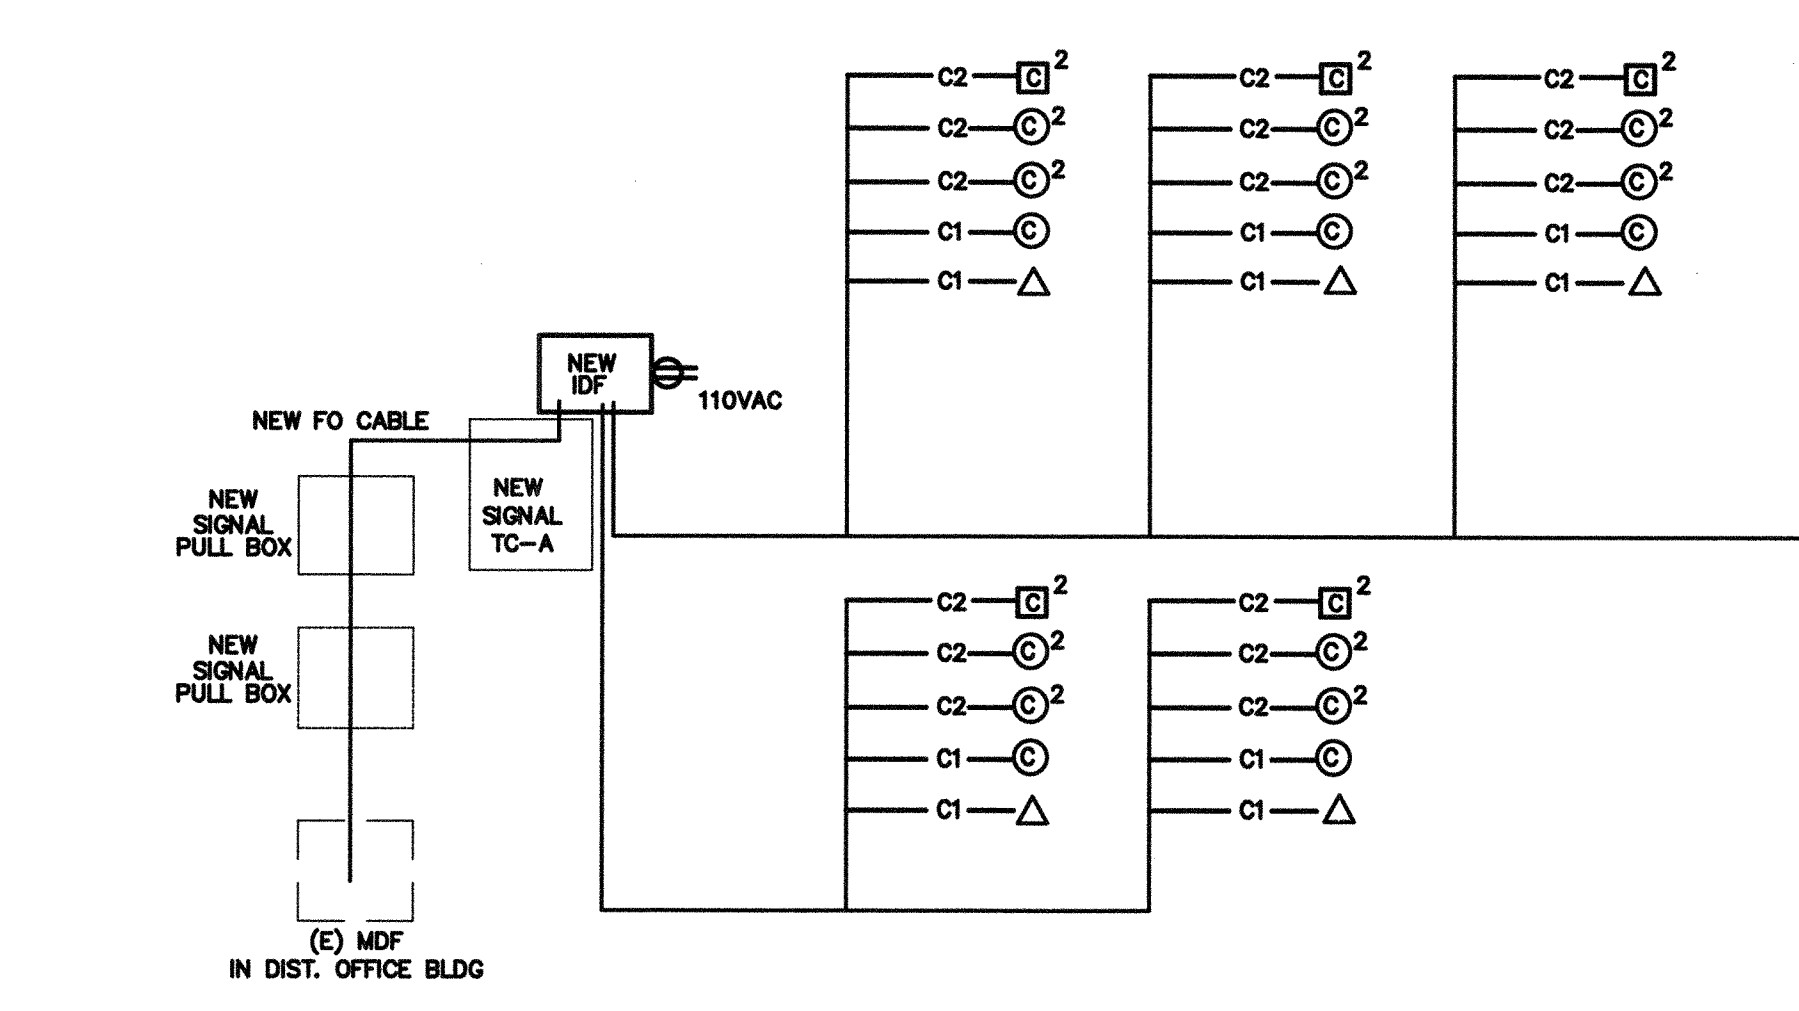 C2 C 2 C2 C 2 C2 C 2
C2 C 2 C2 C 2 C2 C 2
C2 C 2 C2 C 2 C2 C 2
C1 C C1 C C1 C
C1 C1 C1
NEW
IDF
110VAC
NEW FO CABLE
NEW
SIGNAL
TC-A
NEW
SIGNAL
PULL BOX
NEW
SIGNAL
PULL BOX
C2 C 2 C2 C 2
C2 C 2 C2 C 2
C2 C 2 C2 C 2
C1 C C1 C
C1 C1
(E) MDF
IN DIST. OFFICE BLDG